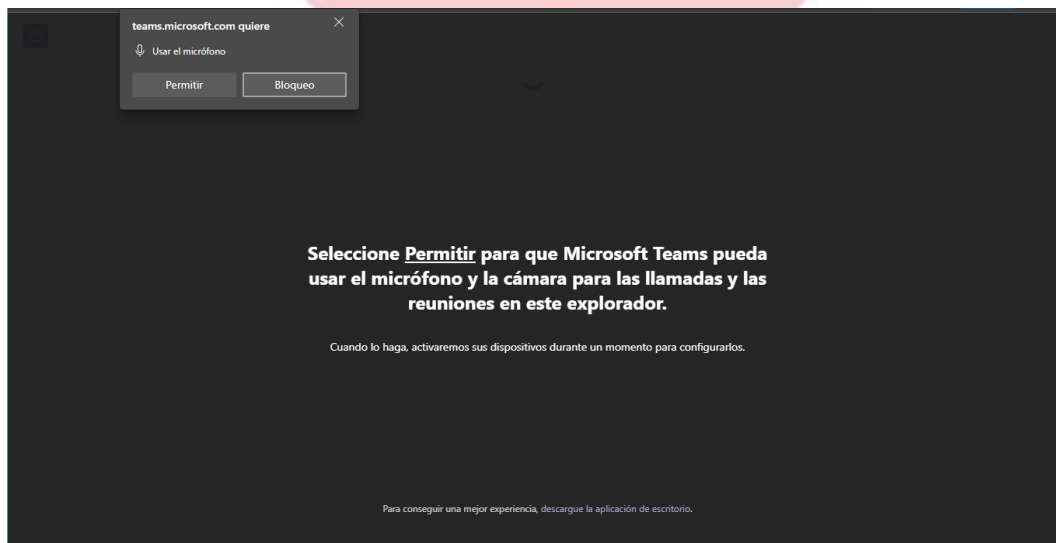 teams.microsoft.com quiere
Usar el micrófono
Permitir
Bloqueo
Seleccione Permitir para que Microsoft Teams pueda
usar el micrófono y la cámara para las llamadas y las
reuniones en este explorador.
Cuando lo haga, activaremos sus dispositivos durante un momento para configurarlos.
Para conseguir una mejor experiencia, descargue la aplicación de escritorio.